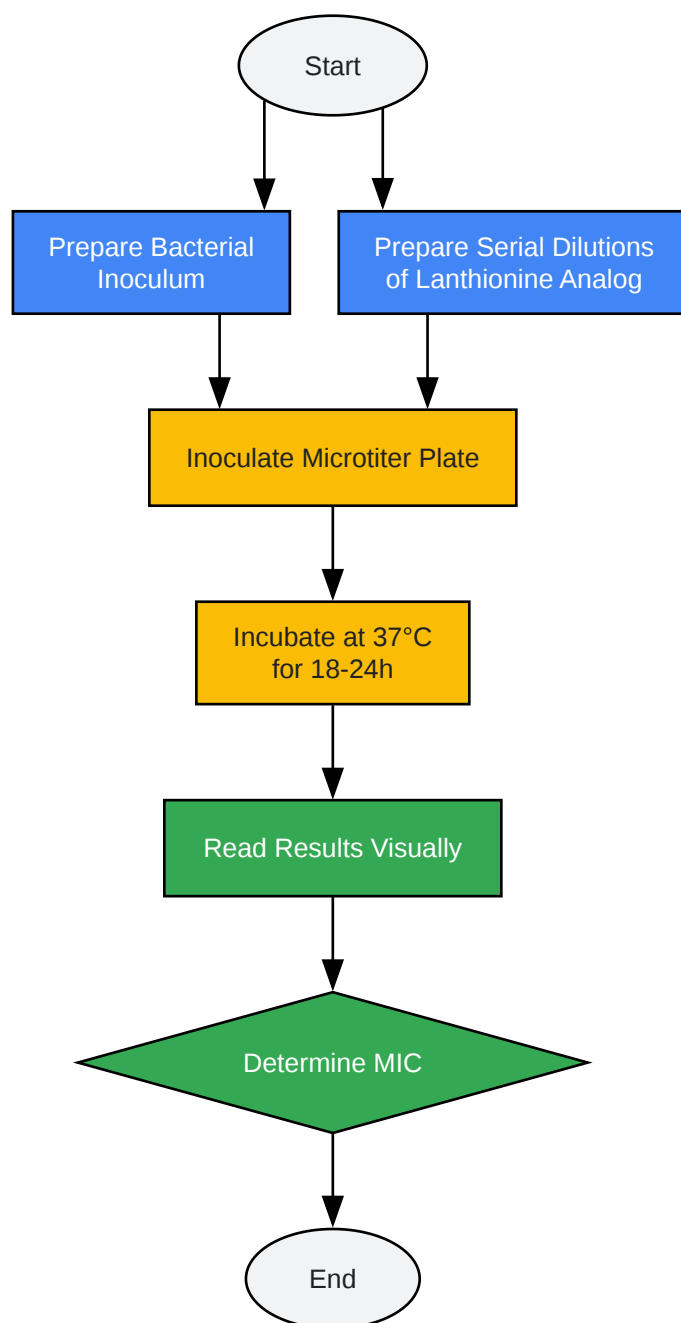 Start
Prepare Bacterial
Inoculum
Prepare Serial Dilutions
of Lanthionine Analog
Inoculate Microtiter Plate
Incubate at 37°C
for 18-24h
Read Results Visually
Determine MIC
End